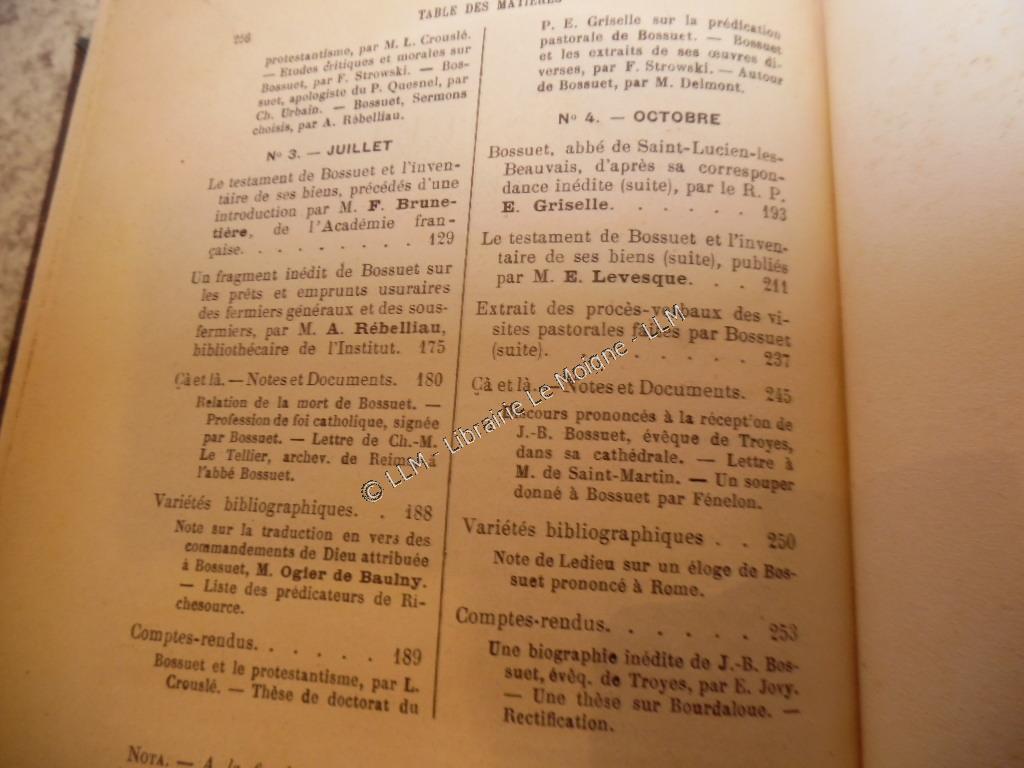 256
TABLE DES MATIÈRES
protestantisme, par M. L. Crouslé.
— Etudes critiques et morales sur
Bossuet, par F. Strowski. — Bos-
suet, apologiste du P. Quesnel, par
Ch. Urbain. — Bossuet, Sermons
choisis, par A. Rébelliau.
No 3. — JUILLET
Le testament de Bossuet et l'inven-
taire de ses biens, précédés d'une
introduction par M. F. Brune-
tière, de l'Académie fran-
çaise. . . . . . . . . 129
Un fragment inédit de Bossuet sur
les prêts et emprunts usuraires
des fermiers généraux et des sous-
fermiers, par M. A. Rébelliau,
bibliothécaire de l'Institut. 175
Çà et là. — Notes et Documents. 180
Relation de la mort de Bossuet. —
Profession de foi catholique, signée
par Bossuet. — Lettre de Ch.-M.
Le Tellier, archev. de Reims à
l'abbé Bossuet.
Variétés bibliographiques. . 188
Note sur la traduction en vers des
commandements de Dieu attribuée
à Bossuet, M. Ogier de Baulny.
— Liste des prédicateurs de Ri-
chesource.
Comptes-rendus. . . . . . 189
Bossuet et le protestantisme, par L.
Crouslé. — Thèse de doctorat du
P. E. Griselle sur la prédication
pastorale de Bossuet. — Bossuet
et les extraits de ses œuvres di-
verses, par F. Strowski. — Autour
de Bossuet, par M. Delmont.
No 4. — OCTOBRE
Bossuet, abbé de Saint-Lucien-les-
Beauvais, d'après sa correspon-
dance inédite (suite), par le R. P.
E. Griselle. . . . . . 193
Le testament de Bossuet et l'inven-
taire de ses biens (suite), publiés
par M. E. Levesque. . . 211
Extrait des procès-verbaux des vi-
sites pastorales faites par Bossuet
(suite). . . . . . . 237
Çà et là. — Notes et Documents. 245
Discours prononcés à la réception de
J.-B. Bossuet, évêque de Troyes,
dans sa cathédrale. — Lettre à
M. de Saint-Martin. — Un souper
donné à Bossuet par Fénelon.
Variétés bibliographiques . . 250
Note de Ledieu sur un éloge de Bos-
suet prononcé à Rome.
Comptes-rendus. . . . . . 253
Une biographie inédite de J.-B. Bos-
suet, évêq. de Troyes, par E. Jovy.
— Une thèse sur Bourdaloue. —
Rectification.
NOTA. — A la
© LLM - Librairie Le Moigne - LLM